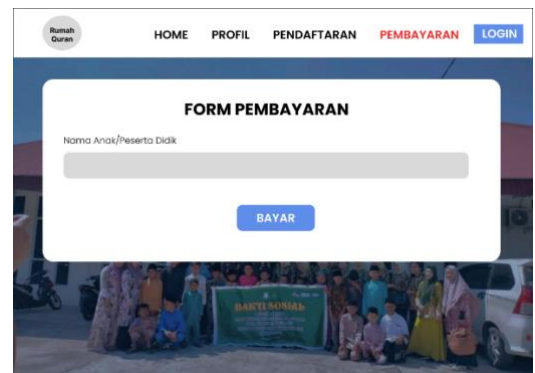 Rumah
Quran
HOME
PROFIL
PENDAFTARAN
PEMBAYARAN
LOGIN
FORM PEMBAYARAN
Nama Anak/Peserta Didik
BAYAR
BAKTI SOSIAL